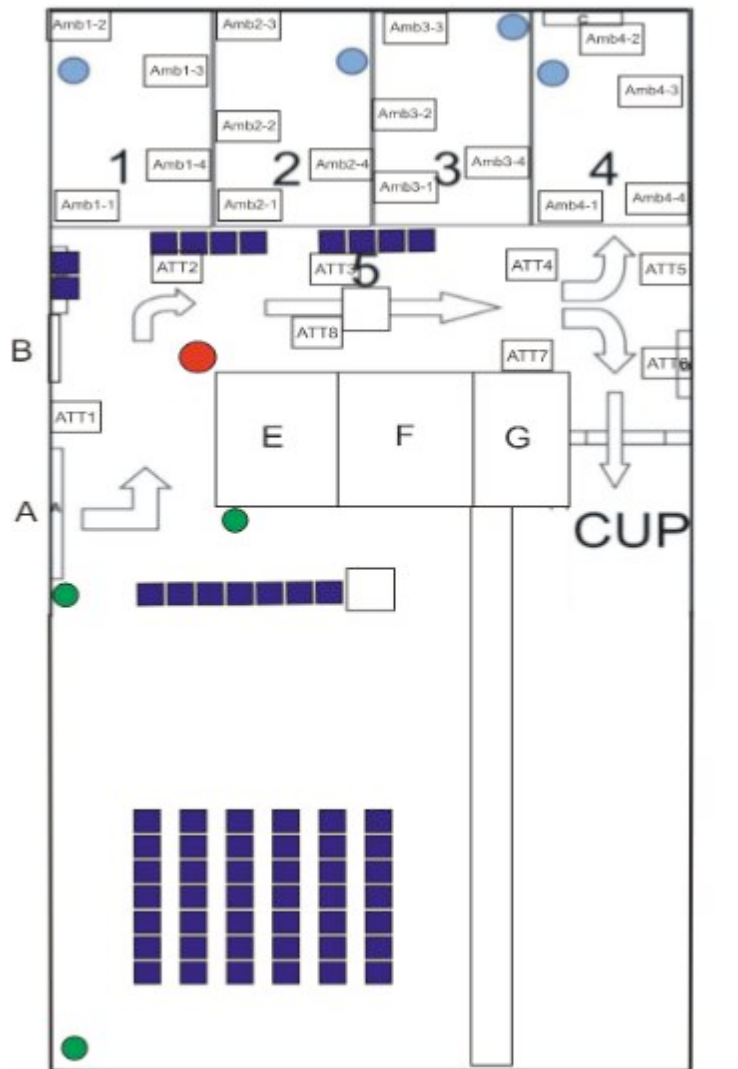 Amb1-2
Amb2-3
Amb3-3
C
Amb4-2
Amb1-3
Amb4-3
Amb2-2
Amb3-2
1
Amb1-4
2
Amb2-4
3
Amb3-4
4
Amb3-1
Amb1-1
Amb2-1
Amb4-1
Amb4-4
ATT2
ATT3
5
ATT4
ATT5
ATT8
B
ATT7
ATT6
ATT1
E
F
G
A
A
CUP